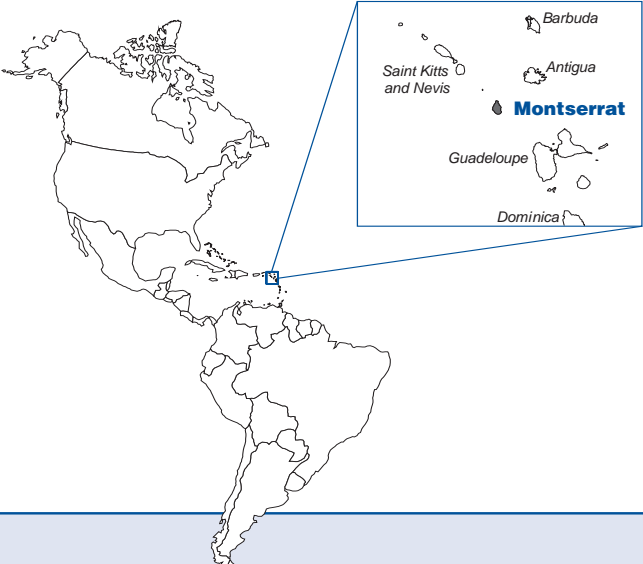 Barbuda
Antigua
Saint Kitts
and Nevis
Montserrat
Guadeloupe
Dominica